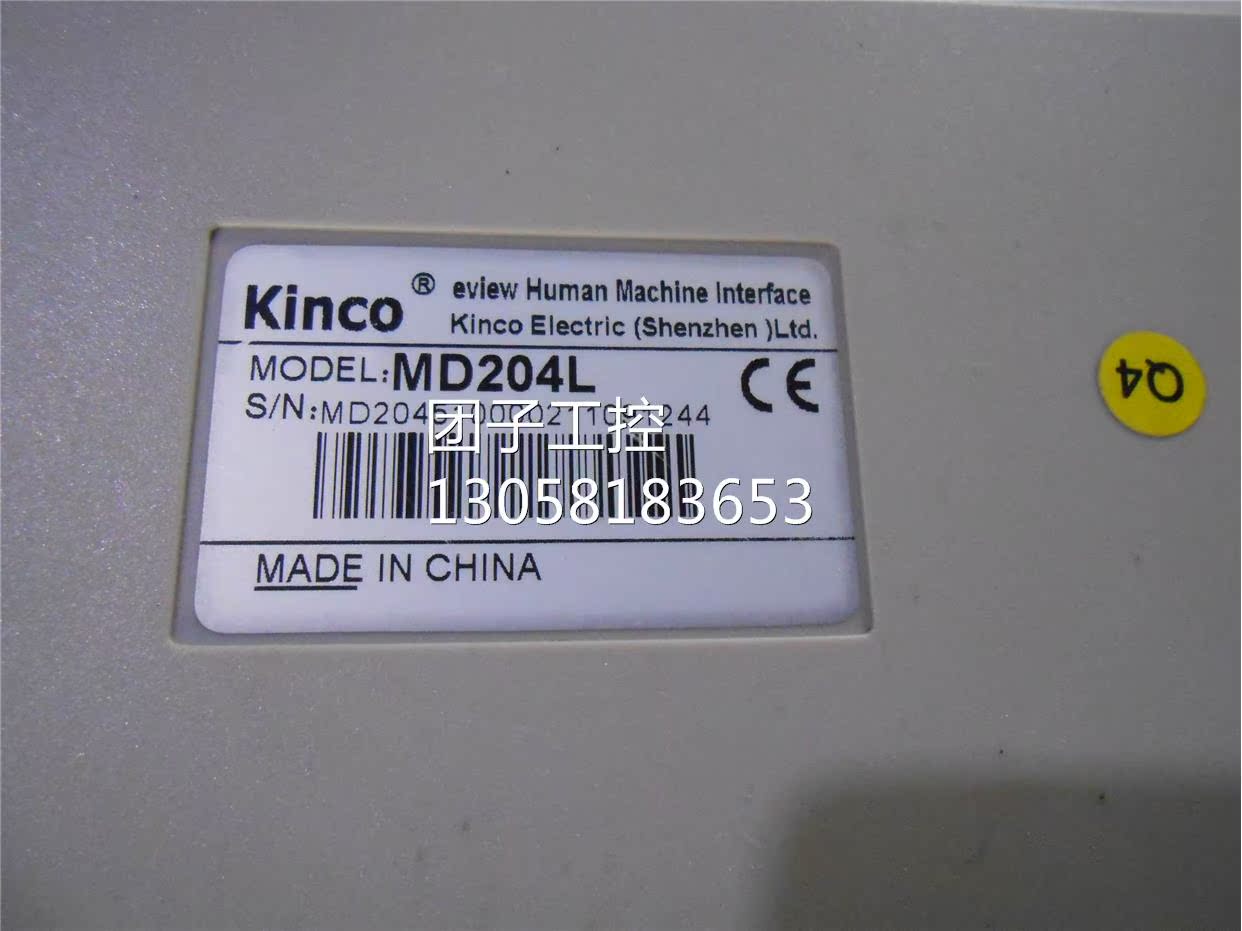 Kinco ® eview Human Machine Interface
Kinco Electric (Shenzhen )Ltd.
MODEL:MD204L
CE
S/N:
团子工控
13058183653
MADE IN CHINA
Q4